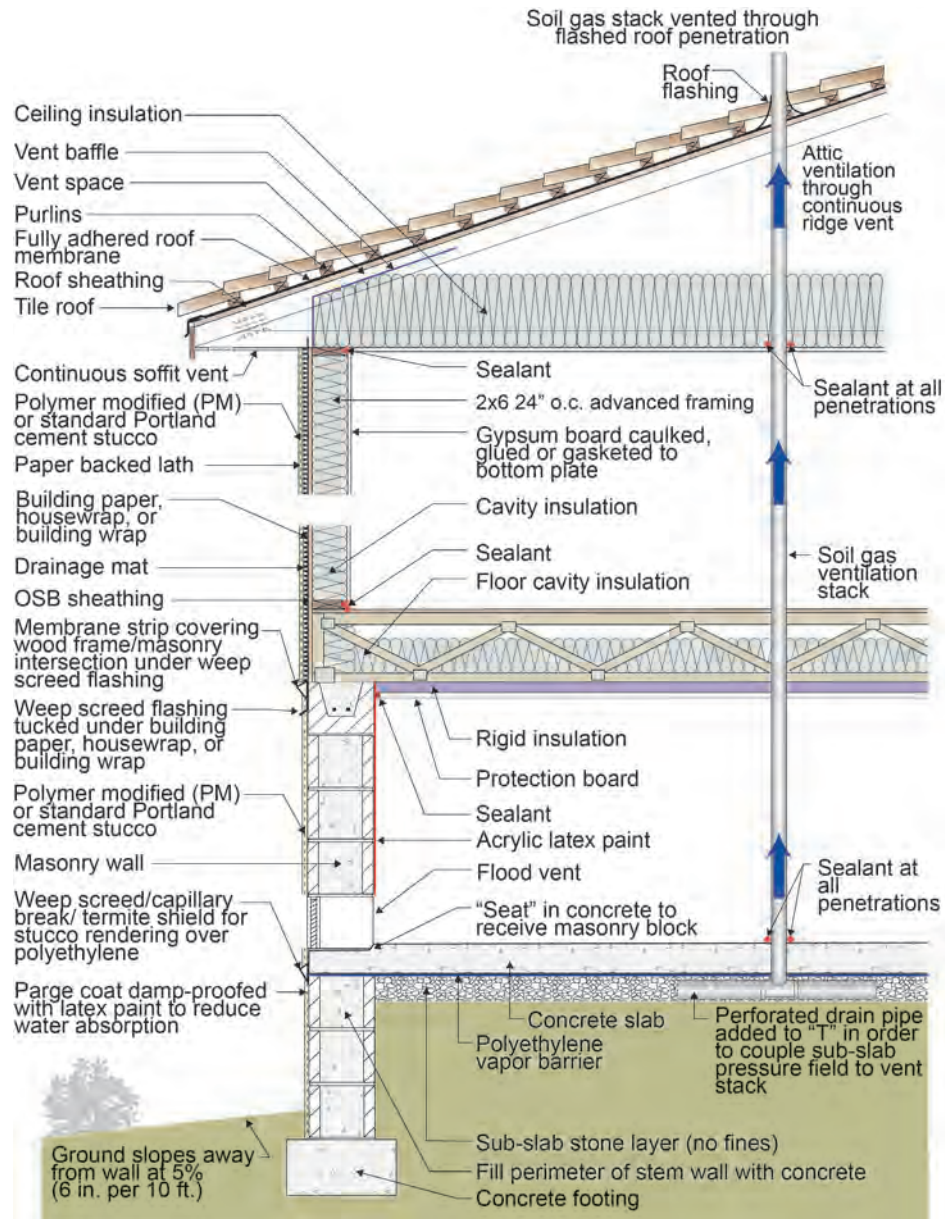 Soil gas stack vented through
flashed roof penetration
Roof
flashing
Ceiling insulation
Vent baffle
Vent space
Purlins
Fully adhered roof
membrane
Roof sheathing
Tile roof
Attic
ventilation
through
continuous
ridge vent
Continuous soffit vent
Polymer modified (PM)
or standard Portland
cement stucco
Paper backed lath
Building paper,
housewrap, or
building wrap
Drainage mat
OSB sheathing
Membrane strip covering
wood frame/masonry
intersection under weep
screed flashing
Weep screed flashing
tucked under building
paper, housewrap, or
building wrap
Polymer modified (PM)
or standard Portland
cement stucco
Masonry wall
Weep screed/capillary
break/ termite shield for
stucco rendering over
polyethylene
Parge coat damp-proofed
with latex paint to reduce
water absorption
Ground slopes away
from wall at 5%
(6 in. per 10 ft.)
Sealant
2x6 24" o.c. advanced framing
Gypsum board caulked,
glued or gasketed to
bottom plate
Cavity insulation
Sealant
Floor cavity insulation
Rigid insulation
Protection board
Sealant
Acrylic latex paint
Flood vent
“Seat” in concrete to
receive masonry block
Concrete slab
Polyethylene
vapor barrier
Sub-slab stone layer (no fines)
Fill perimeter of stem wall with concrete
Concrete footing
Sealant at all
penetrations
Soil gas
ventilation
stack
Sealant at
all
penetrations
Perforated drain pipe
added to “T” in order
to couple sub-slab
pressure field to vent
stack